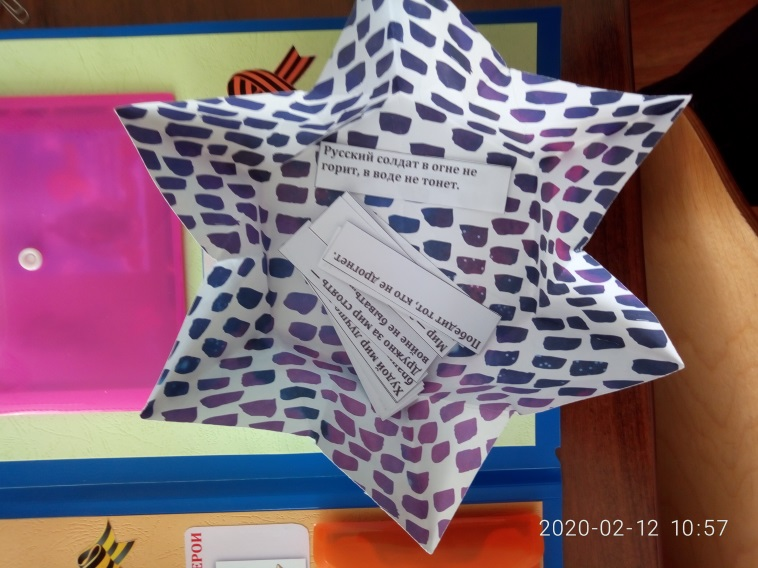 Русский солдат в огне не
горит, в воде не тонет.
Победит тот, кто не дрогнет.
Мир
войне не бывать
Дружно за мир стоять
Худой мир
ЕРОИ
2020-02-12 10:57